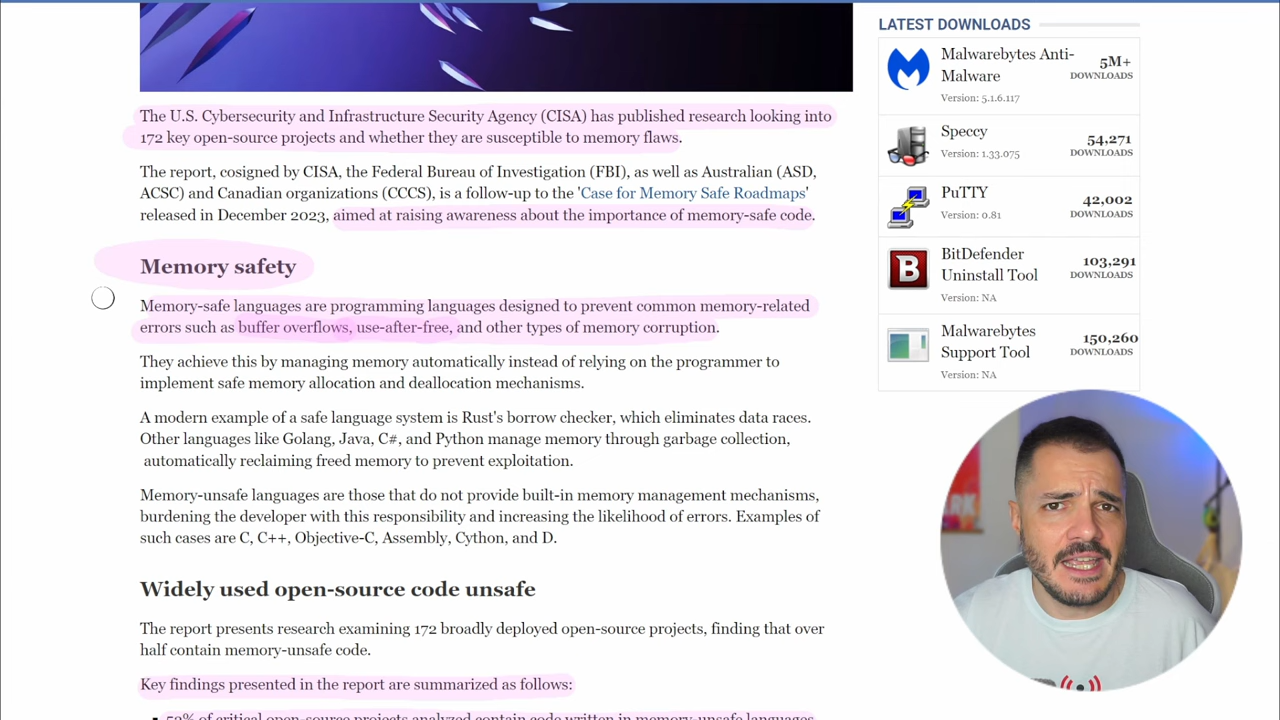 The U.S. Cybersecurity and Infrastructure Security Agency (CISA) has published research looking into
172 key open-source projects and whether they are susceptible to memory flaws.
The report, cosigned by CISA, the Federal Bureau of Investigation (FBI), as well as Australian (ASD,
ACSC) and Canadian organizations (CCCS), is a follow-up to the 'Case for Memory Safe Roadmaps'
released in December 2023, aimed at raising awareness about the importance of memory-safe code.
Memory safety
Memory-safe languages are programming languages designed to prevent common memory-related
errors such as buffer overflows, use-after-free, and other types of memory corruption.
They achieve this by managing memory automatically instead of relying on the programmer to
implement safe memory allocation and deallocation mechanisms.
A modern example of a safe language system is Rust's borrow checker, which eliminates data races.
Other languages like Golang, Java, C#, and Python manage memory through garbage collection,
automatically reclaiming freed memory to prevent exploitation.
Memory-unsafe languages are those that do not provide built-in memory management mechanisms,
burdening the developer with this responsibility and increasing the likelihood of errors. Examples of
such cases are C, C++, Objective-C, Assembly, Cython, and D.
Widely used open-source code unsafe
The report presents research examining 172 broadly deployed open-source projects, finding that over
half contain memory-unsafe code.
Key findings presented in the report are summarized as follows:
52% of critical open-source projects analyzed contain code written in memory-unsafe languages
LATEST DOWNLOADS
Malwarebytes Anti-
Malware
Version: 5.1.6.117
5M+
DOWNLOADS
Speccy
Version: 1.33.075
54,271
DOWNLOADS
PuTTY
Version: 0.81
42,002
DOWNLOADS
BitDefender
Uninstall Tool
Version: NA
103,291
DOWNLOADS
Malwarebytes
Support Tool
Version: NA
150,260
DOWNLOADS